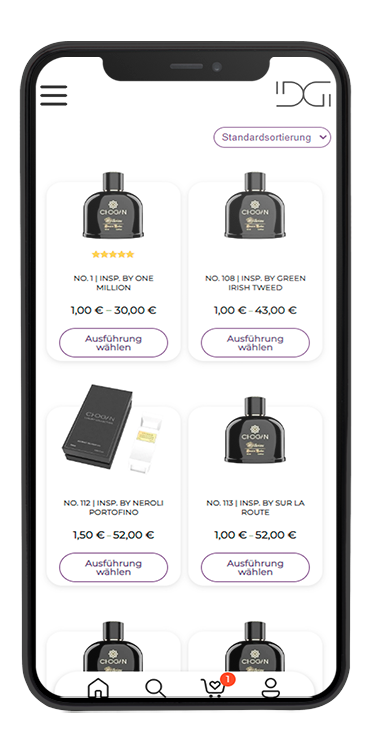 IDGI
Standardsortierung
CHOGAN
CHOGAN
NO. 1 | INSP. BY ONE
MILLION
NO. 108 | INSP. BY GREEN
IRISH TWEED
1,00 € – 30,00 €
1,00 € – 43,00 €
Ausführung
wählen
Ausführung
wählen
CHOGAN
CHOGAN
NO. 112 | INSP. BY NEROLI
PORTOFINO
NO. 113 | INSP. BY SUR LA
ROUTE
1,50 € – 52,00 €
1,00 € – 52,00 €
Ausführung
wählen
Ausführung
wählen
CHOGAN
CHOGAN
1